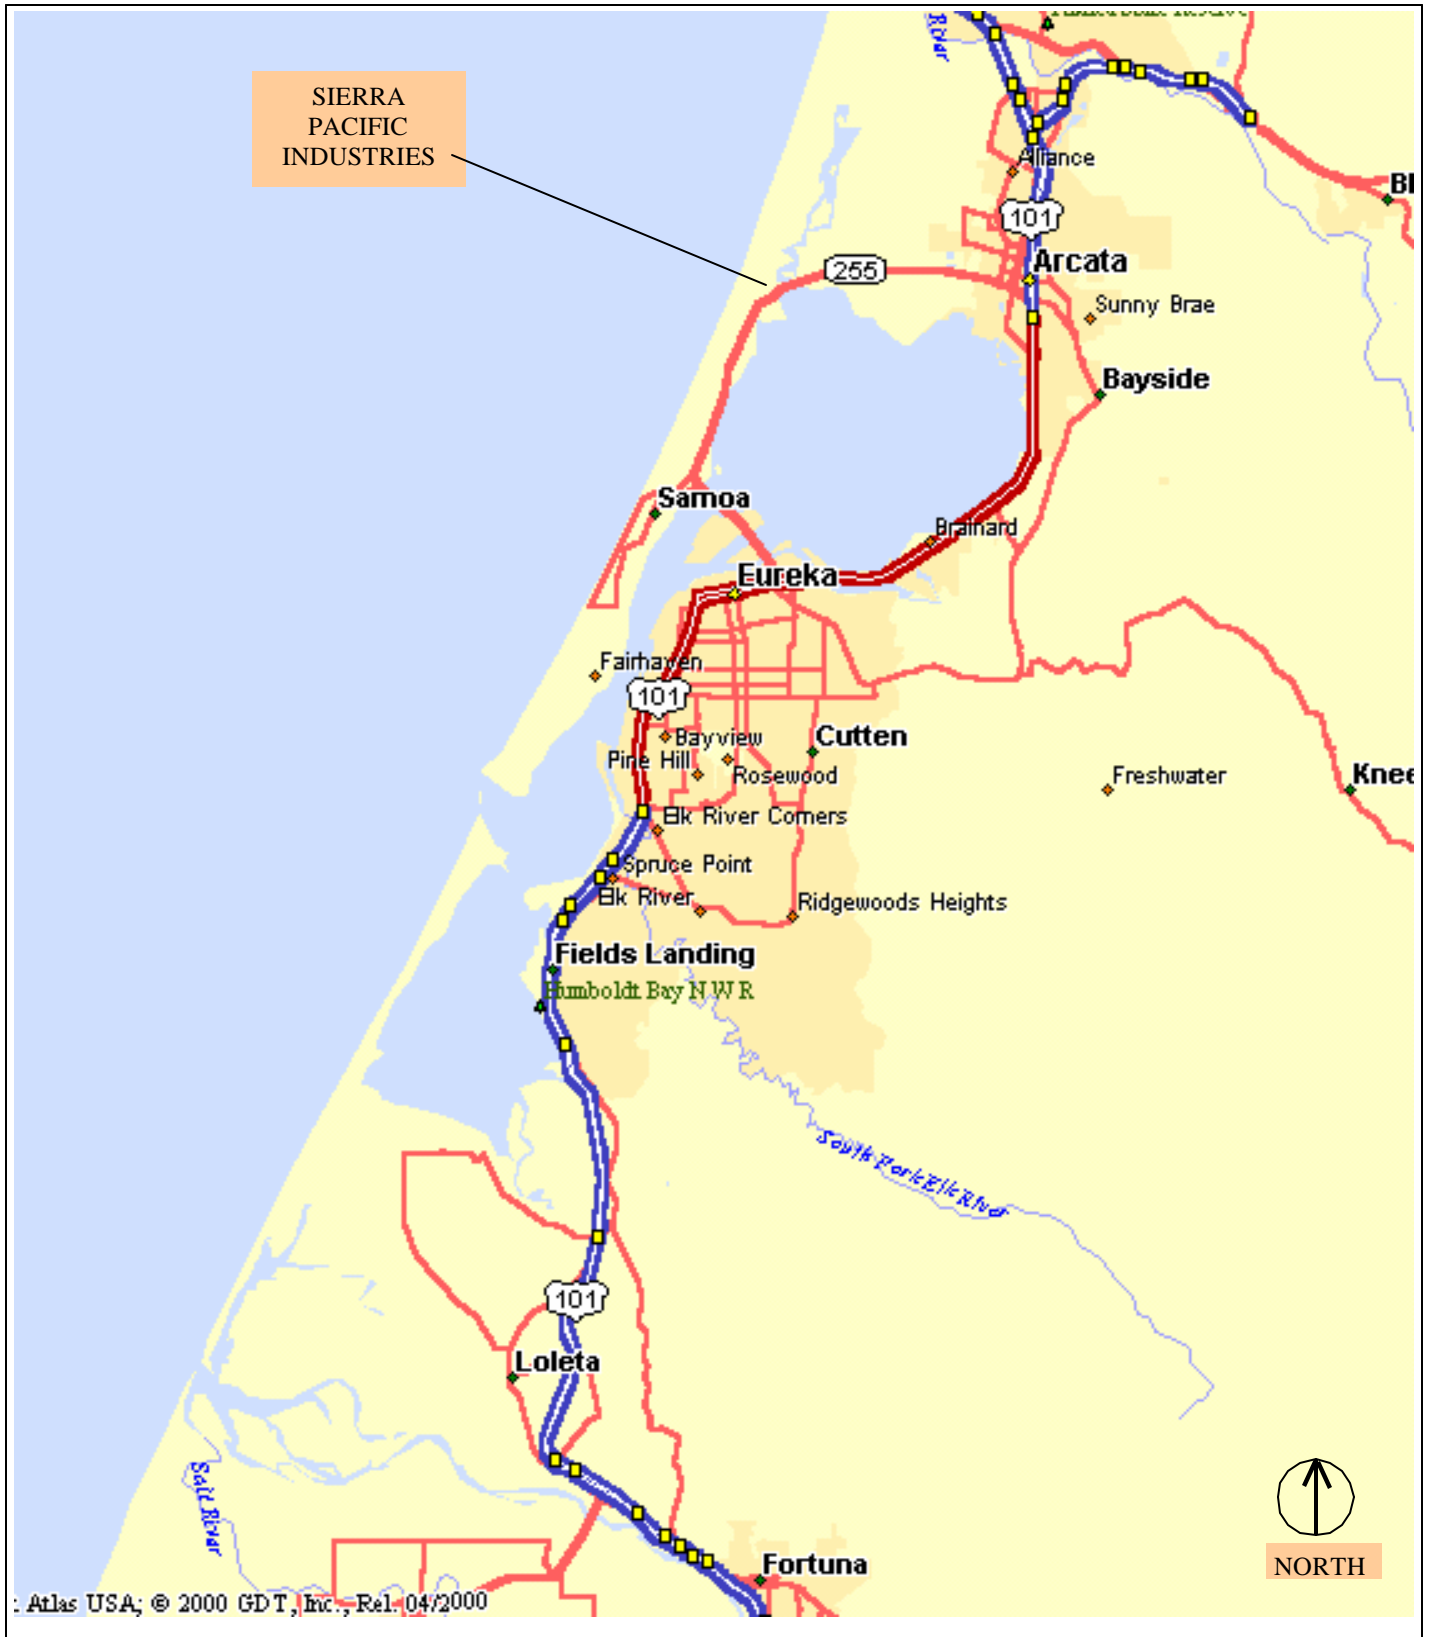 River
SIERRA
PACIFIC
INDUSTRIES
Alliance
Bl
101
255
Arcata
Sunny Brae
Bayside
Samoa
Brainard
Eureka
Fairhaven
101
Bayview
Cutten
Pine Hill
Rosewood
Freshwater
Knee
Elk River Corners
Spruce Point
Elk River
Ridgewoods Heights
Fields Landing
Humboldt Bay N W R
South Fork Elk River
101
Loleta
Salt River
Fortuna
NORTH
Atlas USA; © 2000 GDT, Inc., Rel. 04/2000